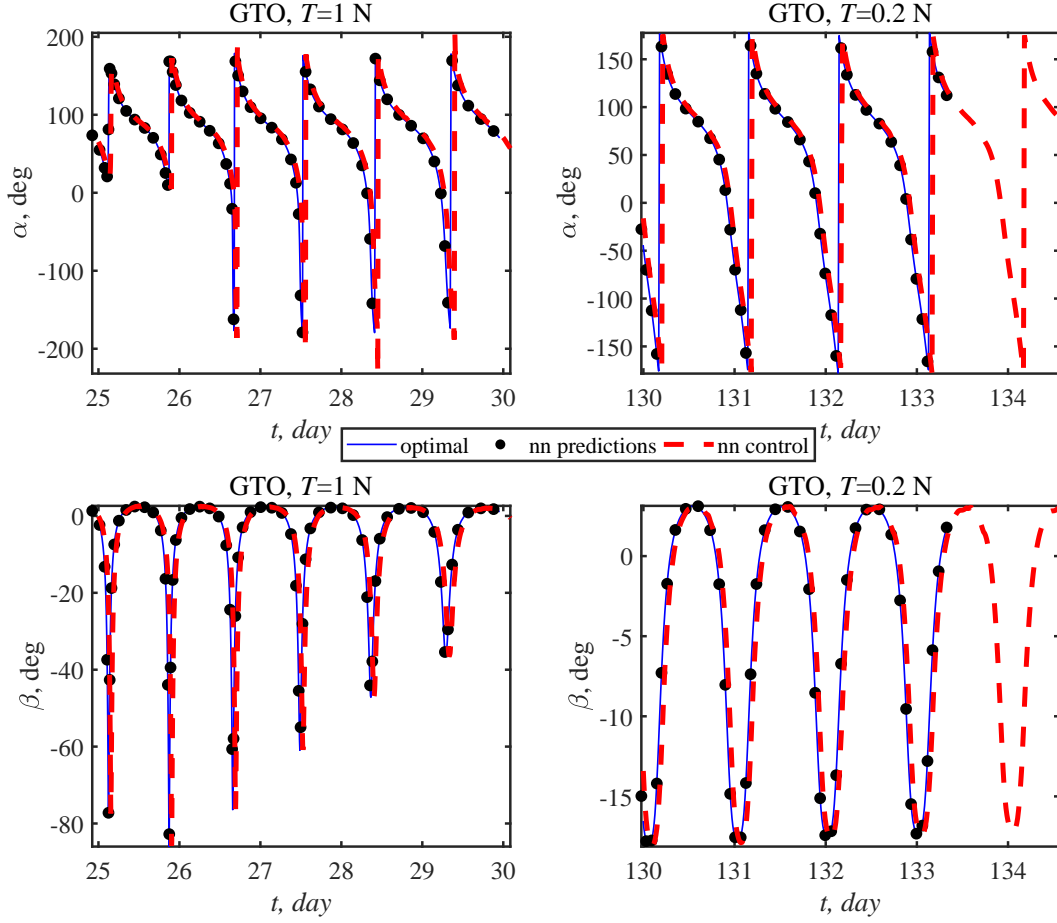 GTO, T=1 N
GTO, T=0.2 N
200
100
0
-100
-200
α, deg
25 26 27 28 29 30
t, day
150
100
50
0
-50
-100
-150
α, deg
130 131 132 133 134
t, day
optimal nn predictions nn control
GTO, T=1 N
GTO, T=0.2 N
0
-20
-40
-60
-80
β, deg
25 26 27 28 29 30
t, day
0
-5
-10
-15
β, deg
130 131 132 133 134
t, day